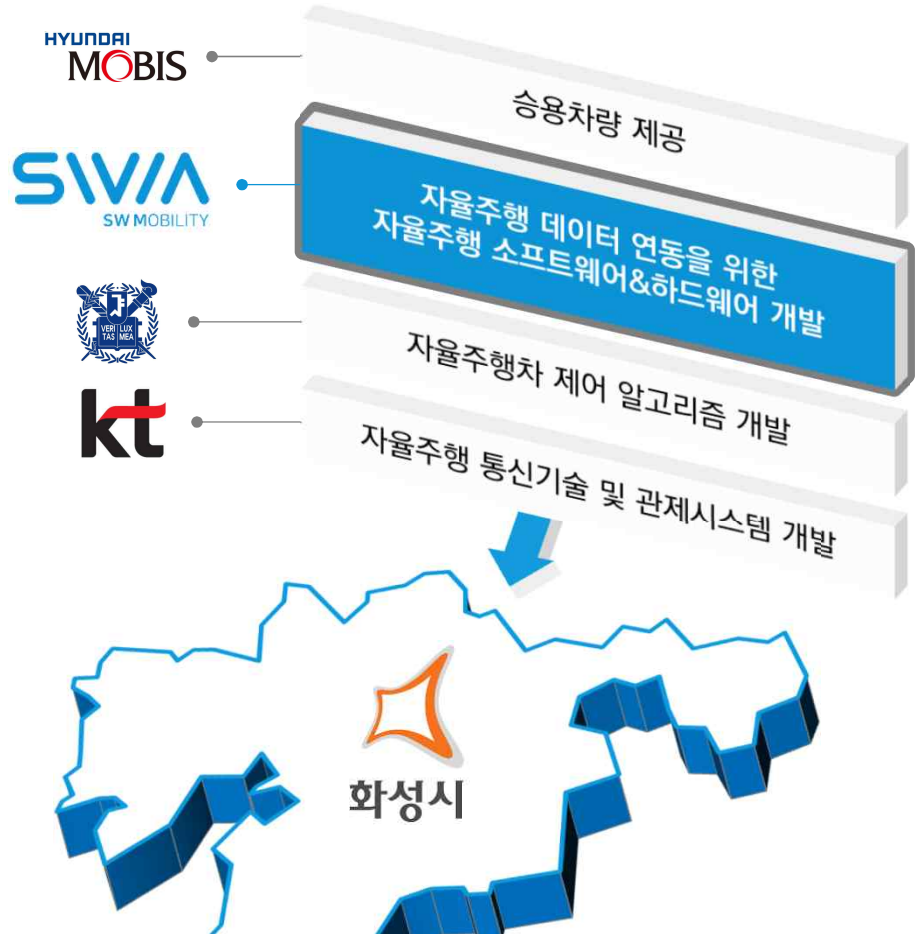 HYUNDAI
MOBIS
승용차량 제공
SWM
SW MOBILITY
자율주행 데이터 연동을 위한
자율주행 소프트웨어&하드웨어 개발
VERI LUX
TAS MEA
자율주행차 제어 알고리즘 개발
kt
자율주행 통신기술 및 관제시스템 개발
화성시